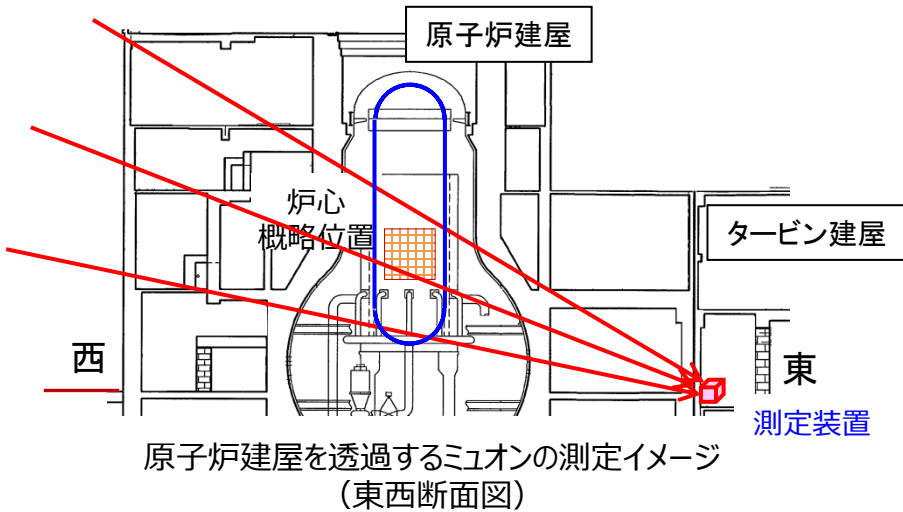 原子炉建屋
炉心
概略位置
タービン建屋
西
東
測定装置
原子炉建屋を透過するミュオンの測定イメージ
（東西断面図）